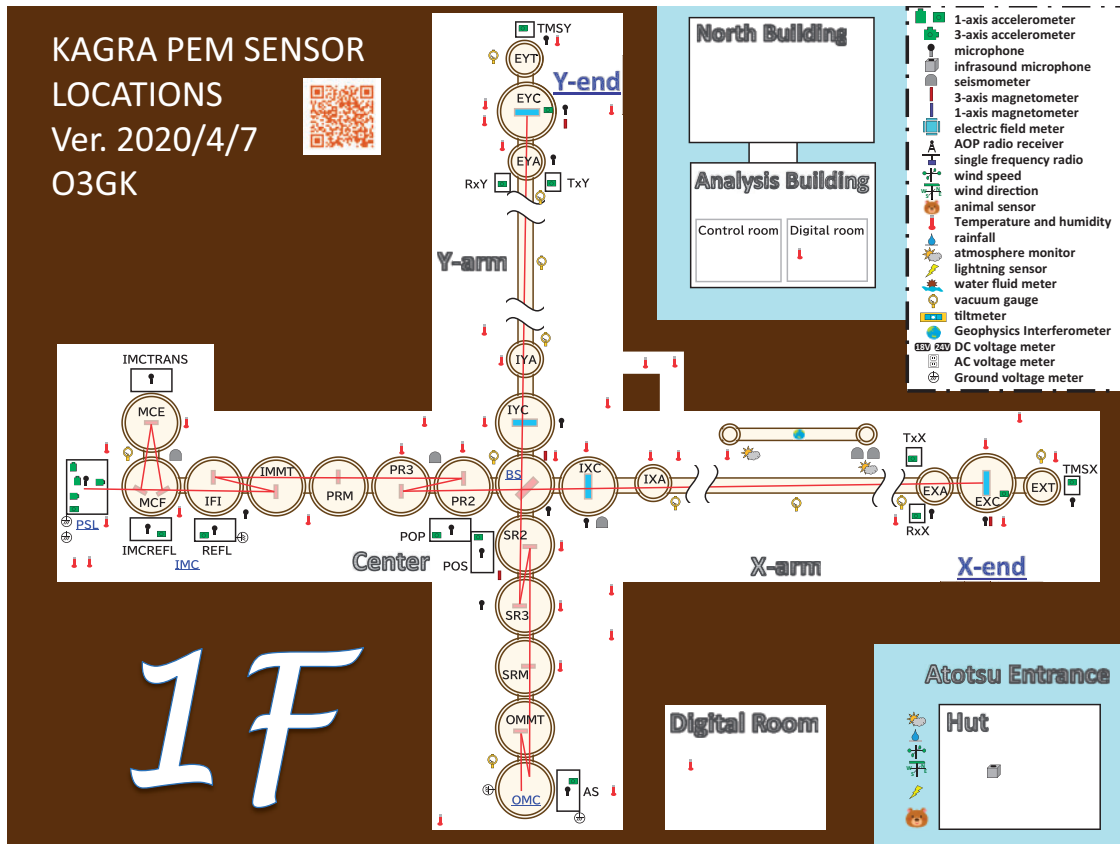 KAGRA PEM SENSOR
LOCATIONS
Ver. 2020/4/7
O3GK
TMSY
EYT
Y-end
EYC
EYA
RxY
TxY
Y-arm
North Building
Analysis Building
Control room
Digital room
1-axis accelerometer
3-axis accelerometer
microphone
infrasound microphone
seismometer
3-axis magnetometer
1-axis magnetometer
electric field meter
AOP radio receiver
single frequency radio
wind speed
wind direction
animal sensor
Temperature and humidity
rainfall
atmosphere monitor
lightning sensor
water fluid meter
vacuum gauge
tiltmeter
Geophysics Interferometer
18V 24V DC voltage meter
AC voltage meter
Ground voltage meter
IYA
IMCTRANS
MCE
IYC
TxX
PSL
MCF
IFI
IMMT
PRM
PR3
PR2
BS
IXC
IXA
EXA
EXC
EXT
TMSX
IMCREFL
REFL
IMC
POP
POS
Center
SR2
X-arm
RxX
X-end
SR3
SRM
OMMT
OMC
AS
1F
Digital Room
Atotsu Entrance
Hut